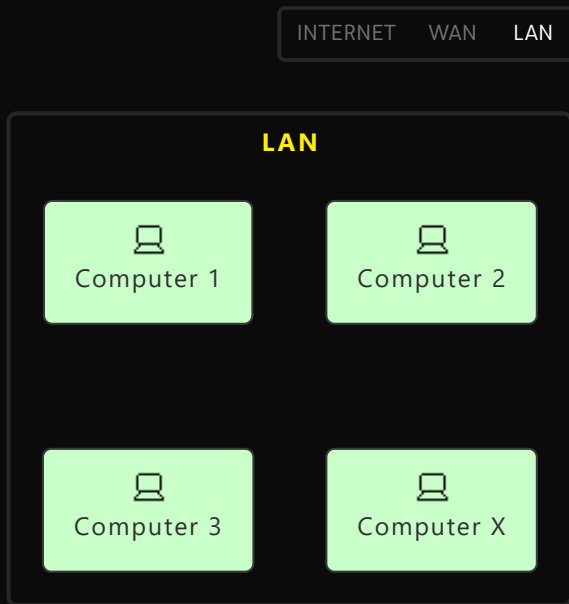 INTERNET WAN LAN
LAN
Computer 1
Computer 2
Computer 3
Computer X